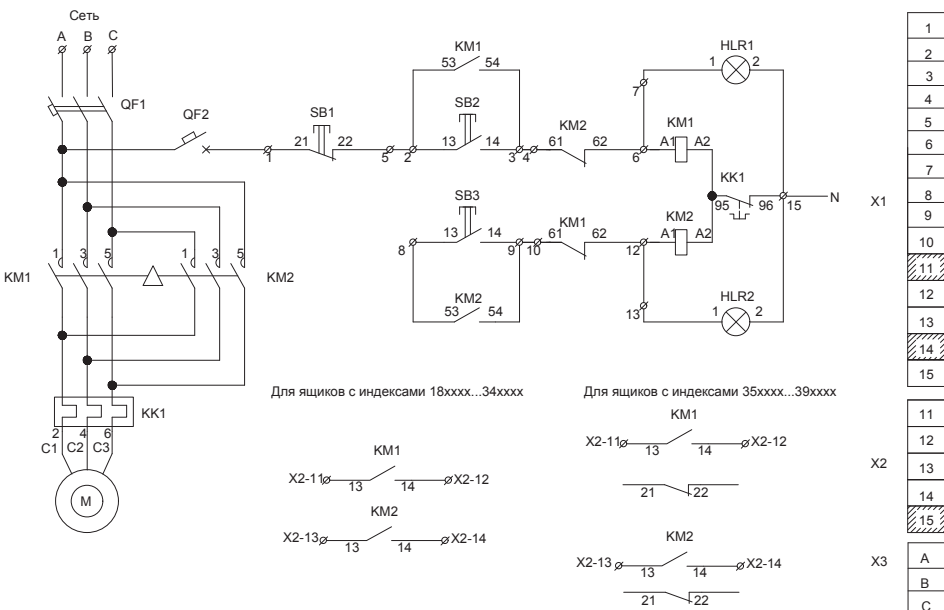 Сеть
A B C
QF1
QF2
SB1
21 22
1
5 2
KM1
53 54
SB2
13 14
3 4
KM2
61 62
6
7
HLR1
1 2
KM1
A1 A2
KK1
95 96 15 N
SB3
13 14
8
9 10
KM2
53 54
KM1
61 62
12
13
KM2
A1 A2
HLR2
1 2
KM1
1 3 5
1 3 5
KM2
KK1
2 4 6
C1 C2 C3
M
Для ящиков с индексами 18xxxx...34xxxx
KM1
X2-11 13 14 X2-12
KM2
X2-13 13 14 X2-14
Для ящиков с индексами 35xxxx...39xxxx
KM1
X2-11 13 14 X2-12
21 22
KM2
X2-13 13 14 X2-14
21 22
X1
1
2
3
4
5
6
7
8
9
10
11
12
13
14
15
X2
11
12
13
14
15
X3
A
B
C